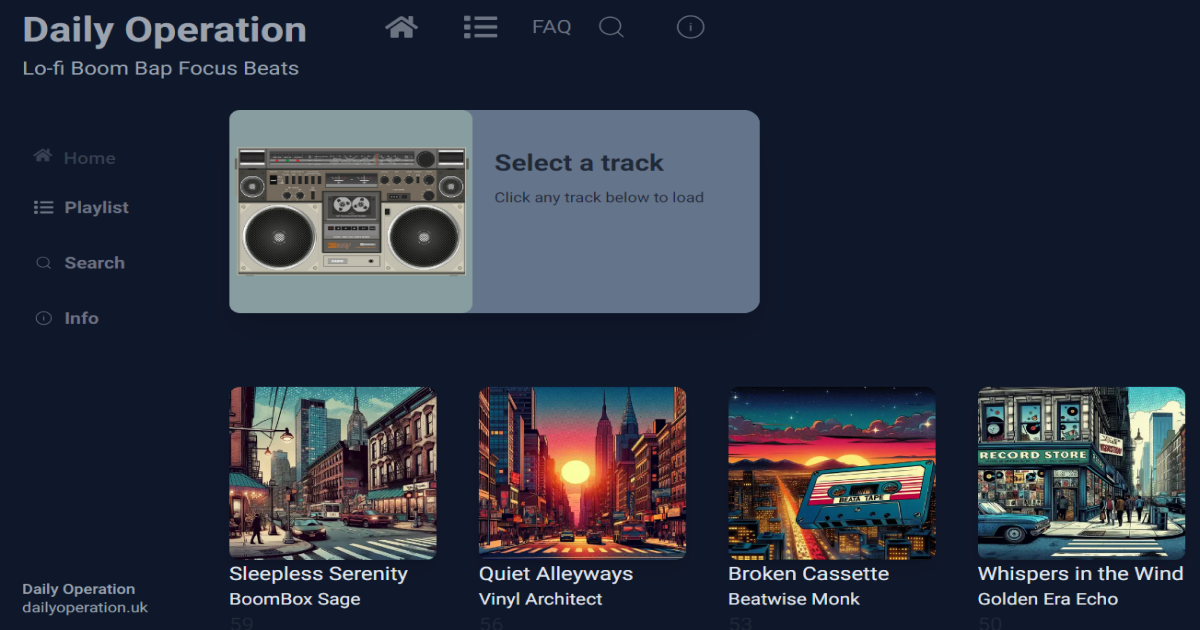 Daily Operation
FAQ
Lo-fi Boom Bap Focus Beats
Home
Playlist
Search
Info
Select a track
Click any track below to load
BEATA TAPE
RECORD STORE
Sleepless Serenity
BoomBox Sage
59
Quiet Alleyways
Vinyl Architect
56
Broken Cassette
Beatwise Monk
53
Whispers in the Wind
Golden Era Echo
50
Daily Operation
dailyoperation.uk